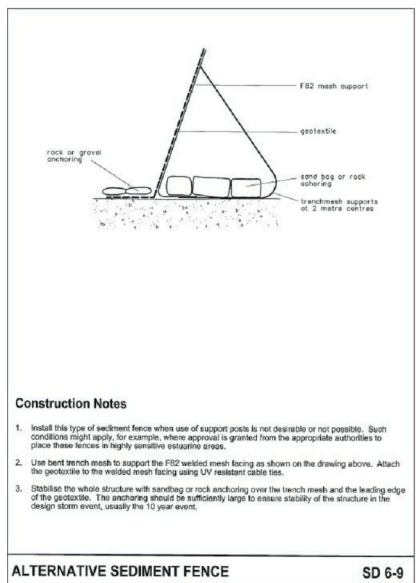 F82 mesh support
geotextile
rock or gravel
anchoring
sand bag or rock
achoring
trenchmesh supports
at 2 metre centres
Construction Notes
1. Install this type of sediment fence when use of support posts is not desirable or not possible. Such
conditions might apply, for example, where approval is granted from the appropriate authorities to
place these fences in highly sensitive estuarine areas.
2. Use bent trench mesh to support the F82 welded mesh facing as shown on the drawing above. Attach
the geotextile to the welded mesh facing using UV resistant cable ties.
3. Stabilise the whole structure with sandbag or rock anchoring over the trench mesh and the leading edge
of the geotextile. The anchoring should be sufficiently large to ensure stability of the structure in the
design storm event, usually the 10 year event.
ALTERNATIVE SEDIMENT FENCE SD 6-9